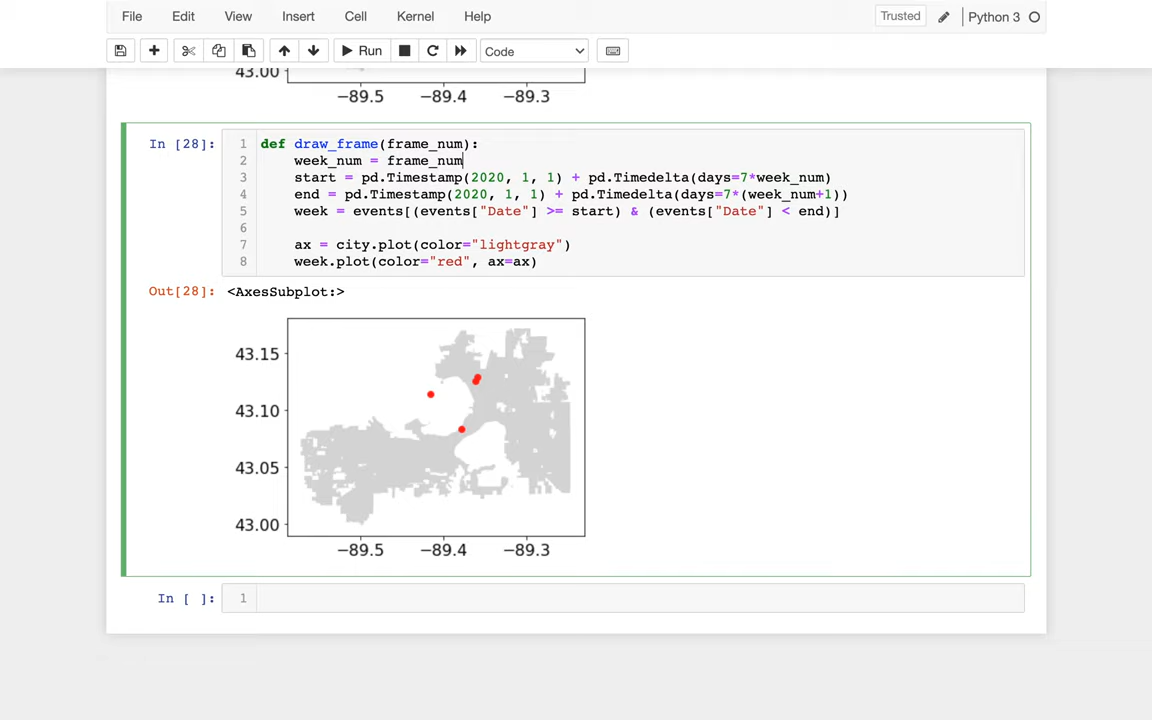 File Edit View Insert Cell Kernel Help Trusted Python 3
Run Code
43.00
−89.5 −89.4 −89.3
In [28]:
1 def draw_frame(frame_num):
2 week_num = frame_num
3 start = pd.Timestamp(2020, 1, 1) + pd.Timedelta(days=7*week_num)
4 end = pd.Timestamp(2020, 1, 1) + pd.Timedelta(days=7*(week_num+1))
5 week = events[(events["Date"] >= start) & (events["Date"] < end)]
6
7 ax = city.plot(color="lightgray")
8 week.plot(color="red", ax=ax)
Out[28]: <AxesSubplot:>
43.15
43.10
43.05
43.00
−89.5 −89.4 −89.3
In [ ]: 1